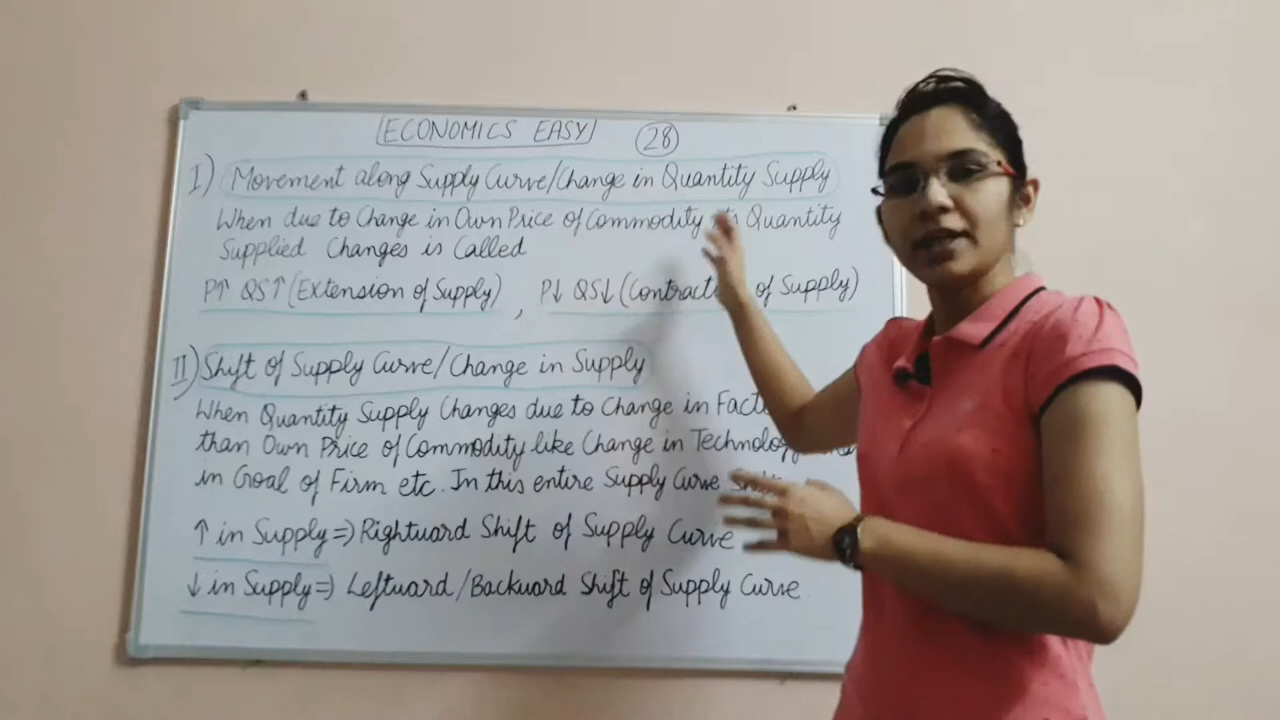 ECONOMICS EASY 28
I) Movement along Supply Curve/Change in Quantity Supply
When due to Change in Own Price of Commodity Quantity
Supplied Changes is Called
P↑ QS↑ (Extension of Supply) , P↓ QS↓ (Contract of Supply)
II) Shift of Supply Curve/Change in Supply
When Quantity Supply Changes due to Change in Fact
than Own Price of Commodity like Change in Technology
in Goal of Firm etc. In this entire Supply Curve
↑ in Supply ⇒ Rightward Shift of Supply Curve
↓ in Supply ⇒ Leftward/Backward Shift of Supply Curve.